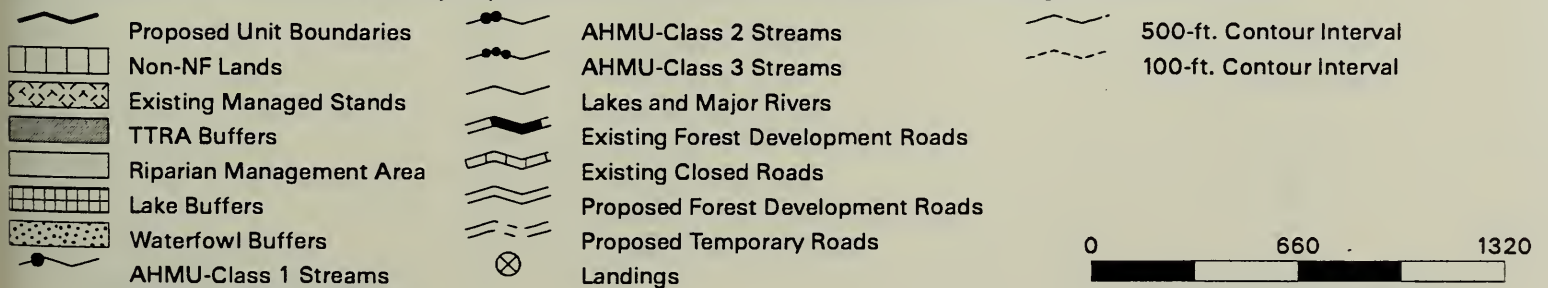 Proposed Unit Boundaries
Non-NF Lands
Existing Managed Stands
TTRA Buffers
Riparian Management Area
Lake Buffers
Waterfowl Buffers
AHMU-Class 1 Streams
AHMU-Class 2 Streams
AHMU-Class 3 Streams
Lakes and Major Rivers
Existing Forest Development Roads
Existing Closed Roads
Proposed Forest Development Roads
Proposed Temporary Roads
Landings
500-ft. Contour Interval
100-ft. Contour Interval
0 660 1320